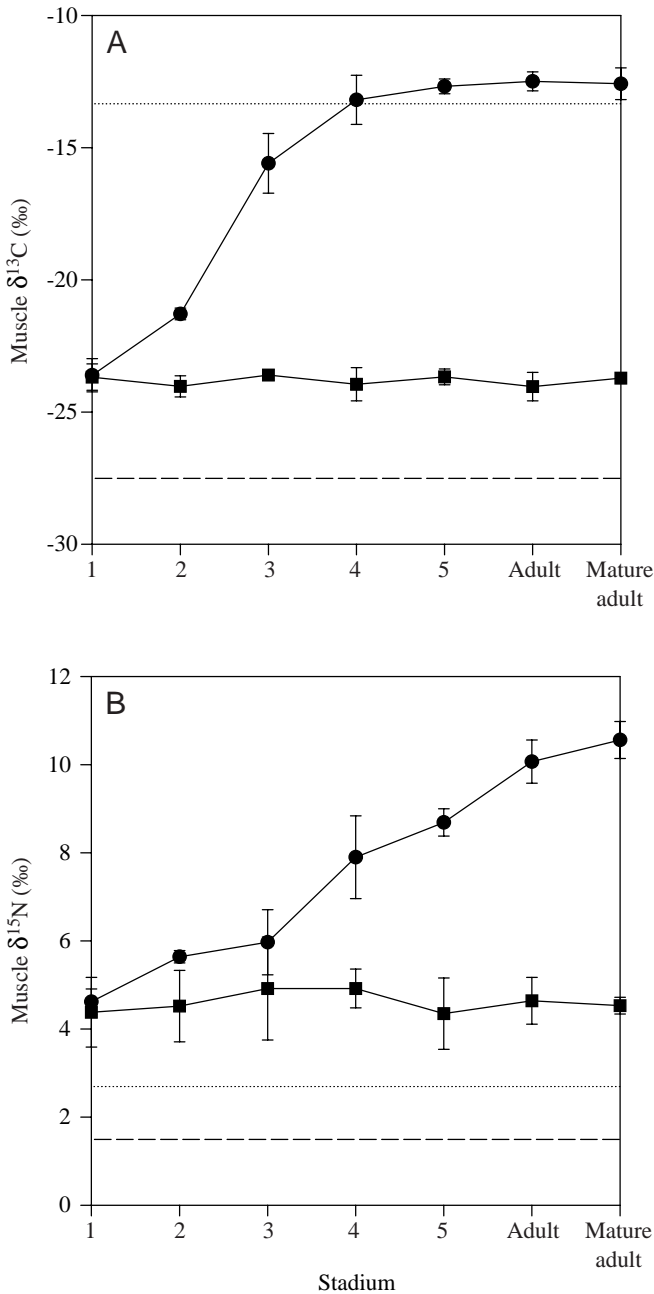 A
-10
-15
-20
-25
-30
Muscle δ¹³C (‰)
1 2 3 4 5 Adult Mature
adult
B
12
10
8
6
4
2
0
Muscle δ¹⁵N (‰)
1 2 3 4 5 Adult Mature
adult
Stadium